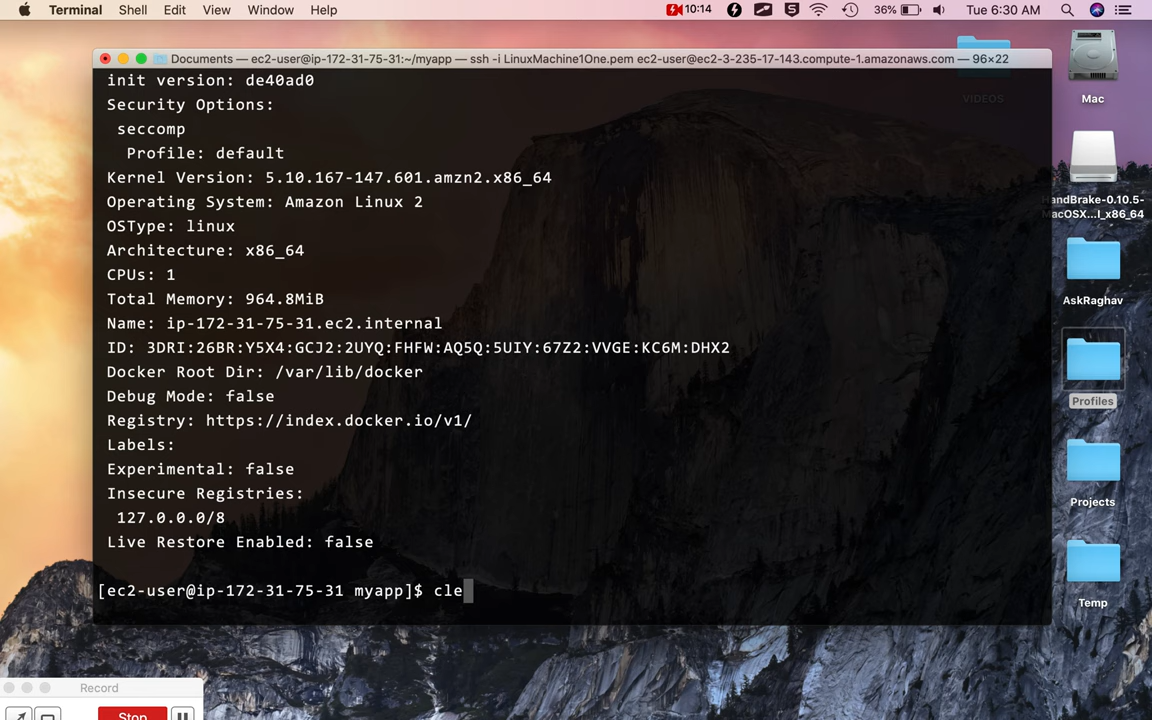 Terminal Shell Edit View Window Help 10:14 5 36% Tue 6:30 AM
Documents — ec2-user@ip-172-31-75-31:~/myapp — ssh -i LinuxMachine1One.pem ec2-user@ec2-3-235-17-143.compute-1.amazonaws.com — 96×22
init version: de40ad0
Security Options:
seccomp
Profile: default
Kernel Version: 5.10.167-147.601.amzn2.x86_64
Operating System: Amazon Linux 2
OSType: linux
Architecture: x86_64
CPUs: 1
Total Memory: 964.8MiB
Name: ip-172-31-75-31.ec2.internal
ID: 3DRI:26BR:Y5X4:GCJ2:2UYQ:FHFW:AQ5Q:5UIY:67Z2:VVGE:KC6M:DHX2
Docker Root Dir: /var/lib/docker
Debug Mode: false
Registry: https://index.docker.io/v1/
Labels:
Experimental: false
Insecure Registries:
127.0.0.0/8
Live Restore Enabled: false
[ec2-user@ip-172-31-75-31 myapp]$ cle
VIDEOS
Mac
HandBrake-0.10.5-
MacOSX...I_x86_64
AskRaghav
Profiles
Projects
Temp
Record
Stop